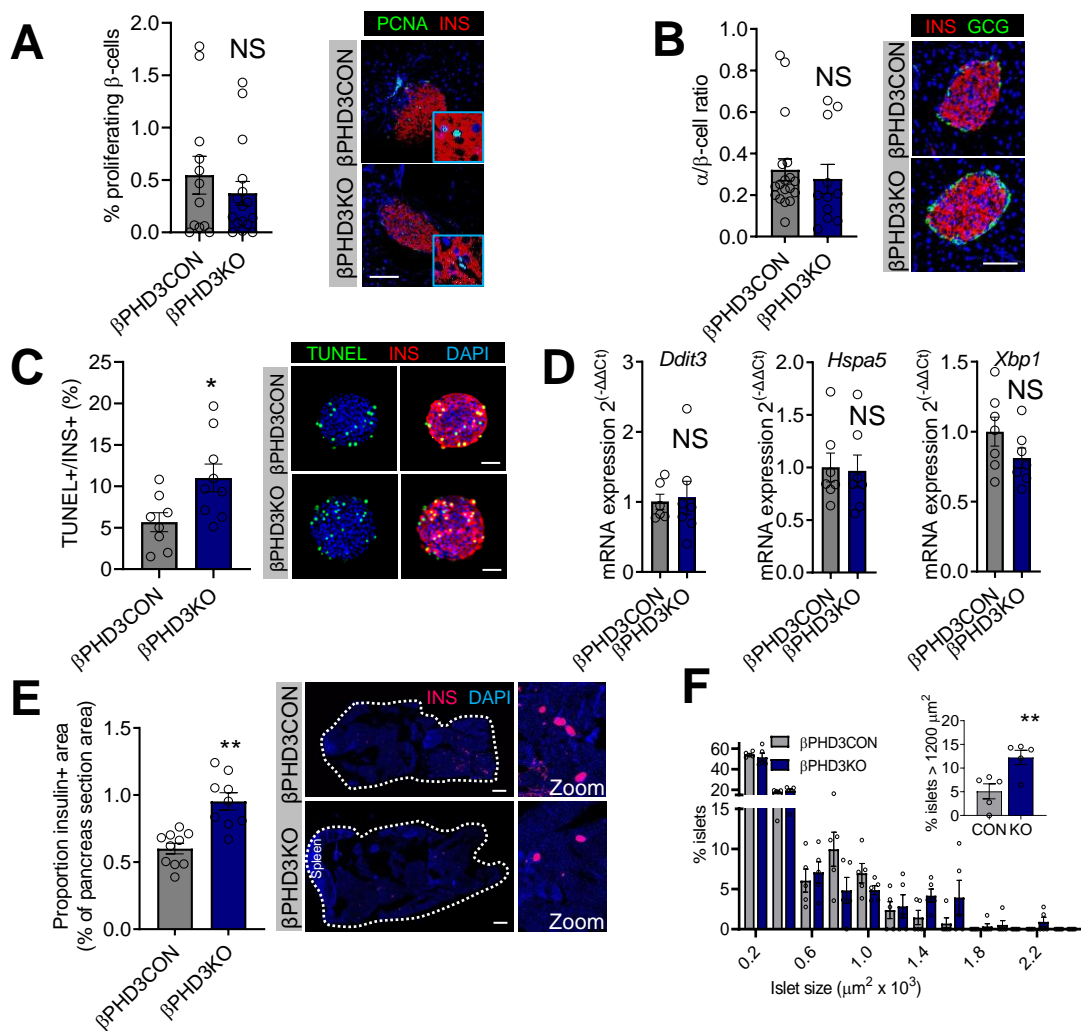 A
% proliferating β-cells
2.0
1.5
1.0
0.5
0.0
NS
βPHD3CON
βPHD3KO
PCNA INS
βPHD3CON
βPHD3KO
B
α/β-cell ratio
1.0
0.8
0.6
0.4
0.2
0.0
NS
βPHD3CON
βPHD3KO
INS GCG
βPHD3CON
βPHD3KO
C
TUNEL+/INS+ (%)
25
20
15
10
5
0
*
βPHD3CON
βPHD3KO
TUNEL INS DAPI
βPHD3CON
βPHD3KO
D
mRNA expression 2(-ΔΔCt)
3
2
1
0
Ddit3
NS
βPHD3CON
βPHD3KO
mRNA expression 2(-ΔΔCt)
2.0
1.5
1.0
0.5
0.0
Hspa5
NS
βPHD3CON
βPHD3KO
mRNA expression 2(-ΔΔCt)
1.5
1.0
0.5
0.0
Xbp1
NS
βPHD3CON
βPHD3KO
E
Proportion insulin+ area
(% of pancreas section area)
1.5
1.0
0.5
0.0
**
βPHD3CON
βPHD3KO
INS DAPI
βPHD3CON
βPHD3KO
Spleen
Zoom
Zoom
F
% islets
60
40
20
10
5
0
βPHD3CON
βPHD3KO
% islets > 1200 μm²
20
15
10
5
0
**
CON KO
0.2
0.6
1.0
1.4
1.8
2.2
Islet size (μm² x 10³)